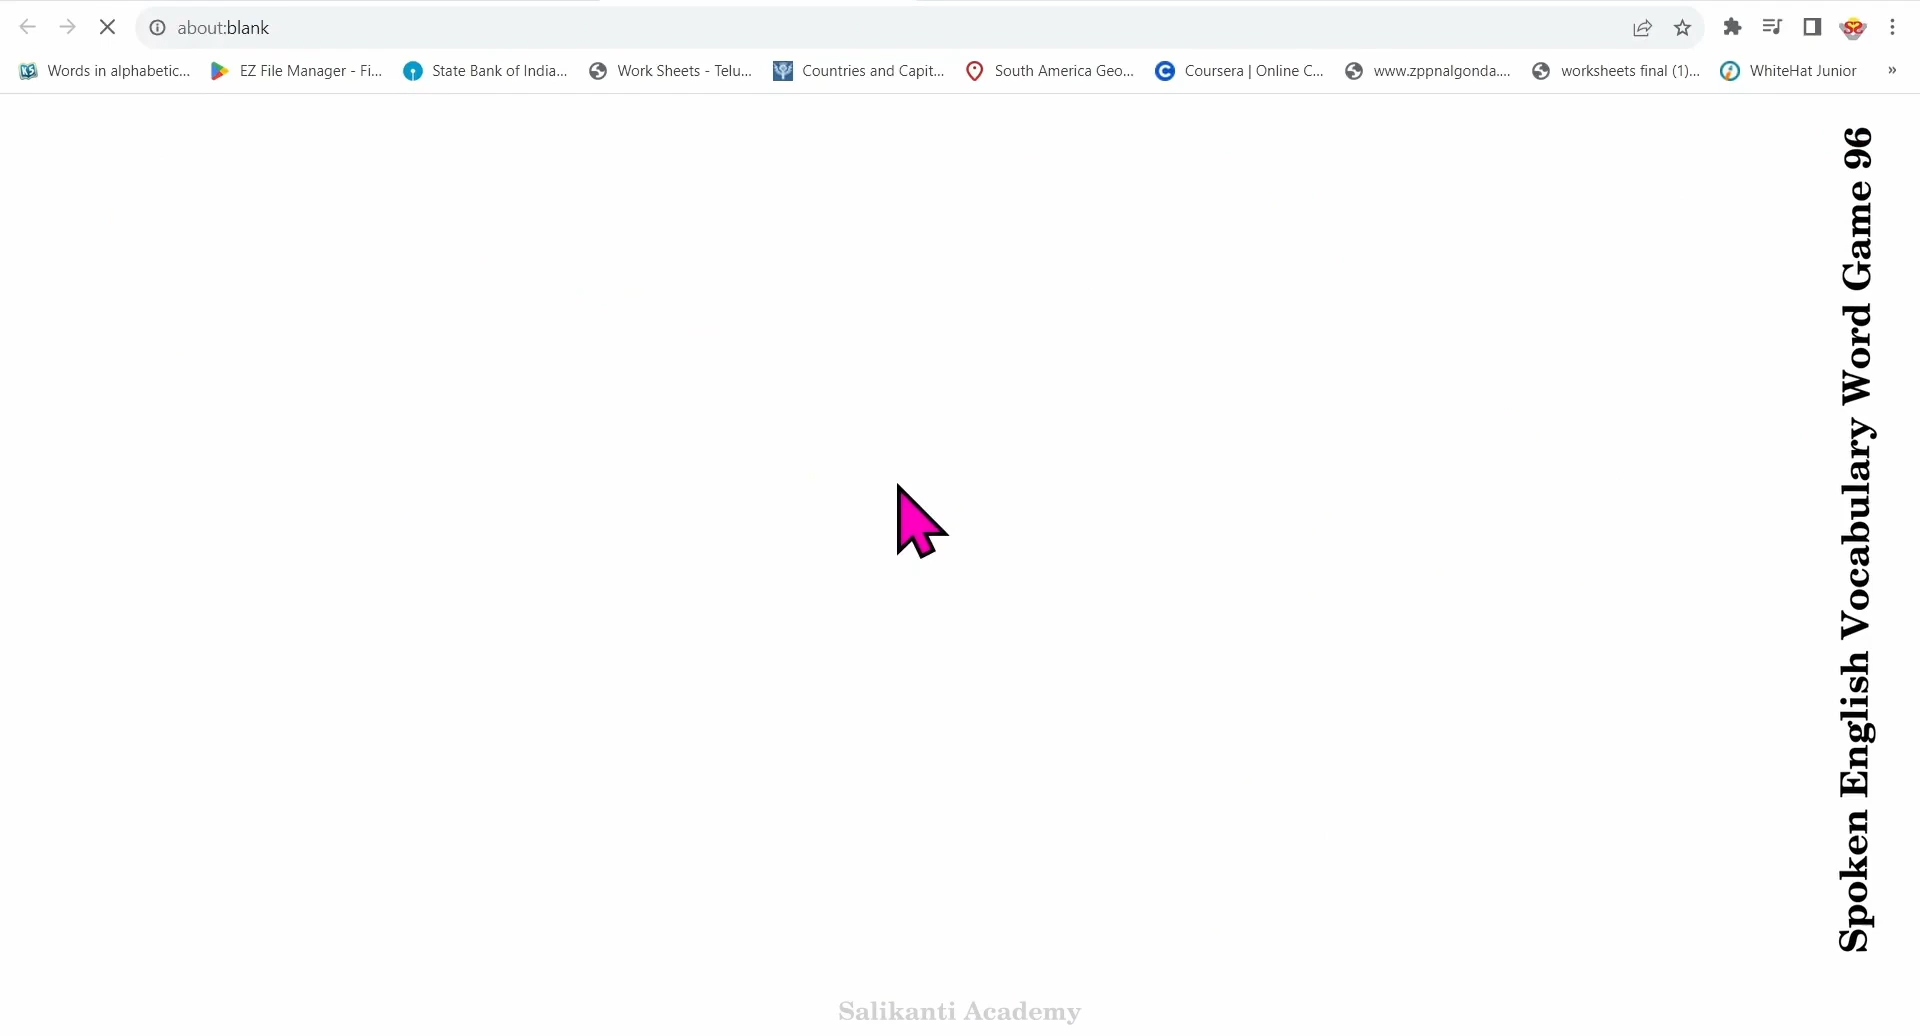 about:blank
Words in alphabetic...
EZ File Manager - Fi...
State Bank of India...
Work Sheets - Telu...
Countries and Capit...
South America Geo...
Coursera | Online C...
www.zppnalgonda....
worksheets final (1)...
WhiteHat Junior
»
Spoken English Vocabulary Word Game 96
Salikanti Academy